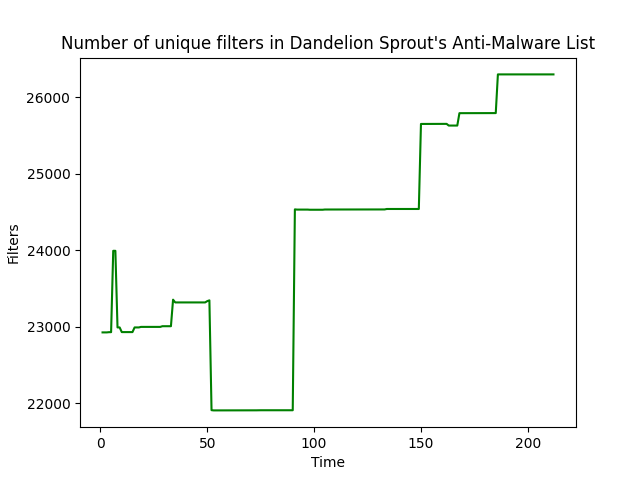 Number of unique filters in Dandelion Sprout's Anti-Malware List
26000
25000
24000
23000
22000
Filters
0 50 100 150 200
Time